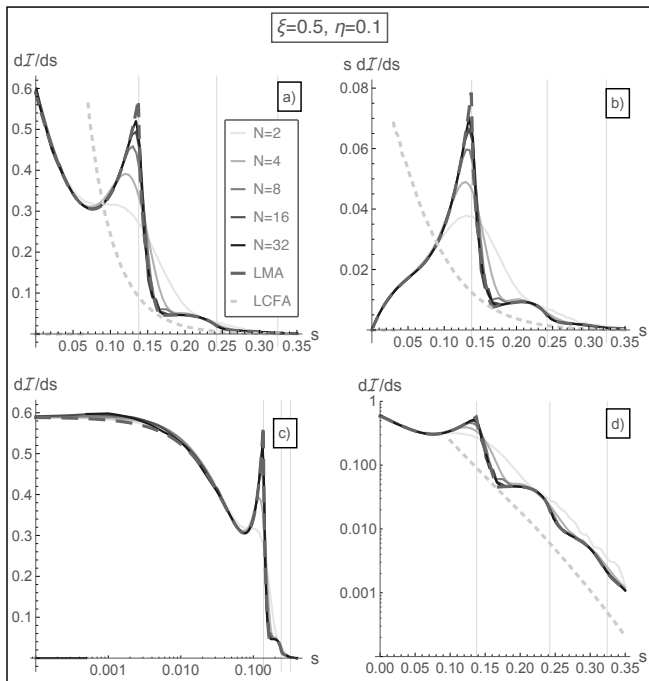 ξ=0.5, η=0.1
dI/ds
0.6
0.5
0.4
0.3
0.2
0.1
0.05 0.10 0.15 0.20 0.25 0.30 0.35
s
a)
N=2
N=4
N=8
N=16
N=32
LMA
LCFA
s dI/ds
0.08
0.06
0.04
0.02
0.05 0.10 0.15 0.20 0.25 0.30 0.35
s
b)
dI/ds
0.6
0.5
0.4
0.3
0.2
0.1
0.001 0.010 0.100
s
c)
dI/ds
1
0.100
0.010
0.001
0.00 0.05 0.10 0.15 0.20 0.25 0.30 0.35
s
d)